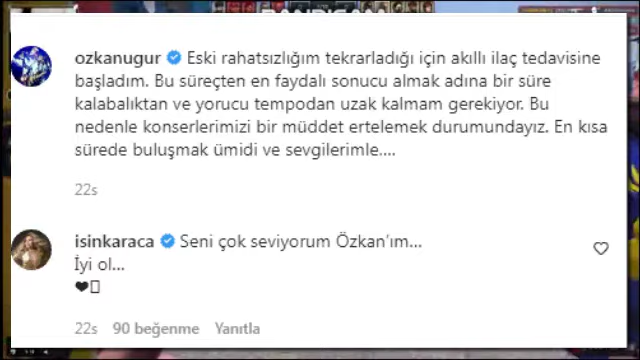 BANDISAM
ozkanugur Eski rahatsızlığım tekrarladığı için akıllı ilaç tedavisine
başladım. Bu süreçten en faydalı sonucu almak adına bir süre
kalabalıktan ve yorucu tempodan uzak kalmam gerekiyor. Bu
nedenle konserlerimizi bir müddet ertelemek durumundayız. En kısa
sürede buluşmak ümidi ve sevgilerimle....
22s
isinkaraca Seni çok seviyorum Özkan’ım...
İyi ol...
❤
22s 90 beğenme Yanıtla